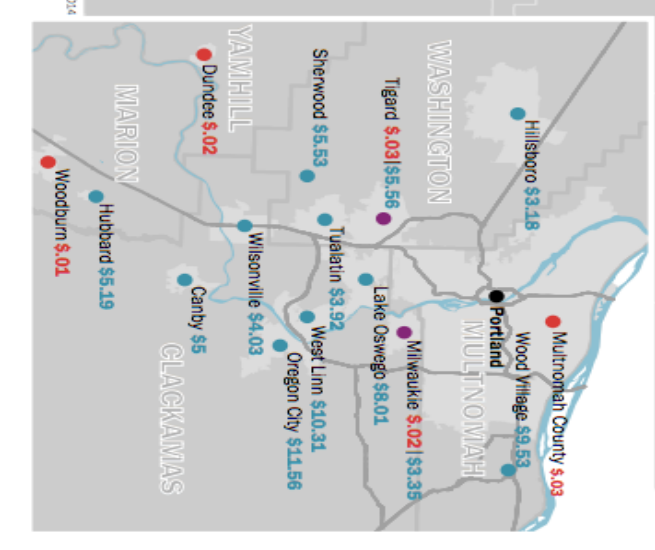 Multnomah County $.03
Hillsboro $3.18
Wood Village $9.53
Portland
MULTNOMAH
WASHINGTON
Milwaukie $.02|$3.35
Tigard $.03|$5.56
Lake Oswego $8.01
Tualatin $3.92
Sherwood $5.53
West Linn $10.31
Oregon City $11.56
Wilsonville $4.03
YAMHILL
Dundee $.02
Canby $5
CLACKAMAS
MARION
Hubbard $5.19
Woodburn $.01